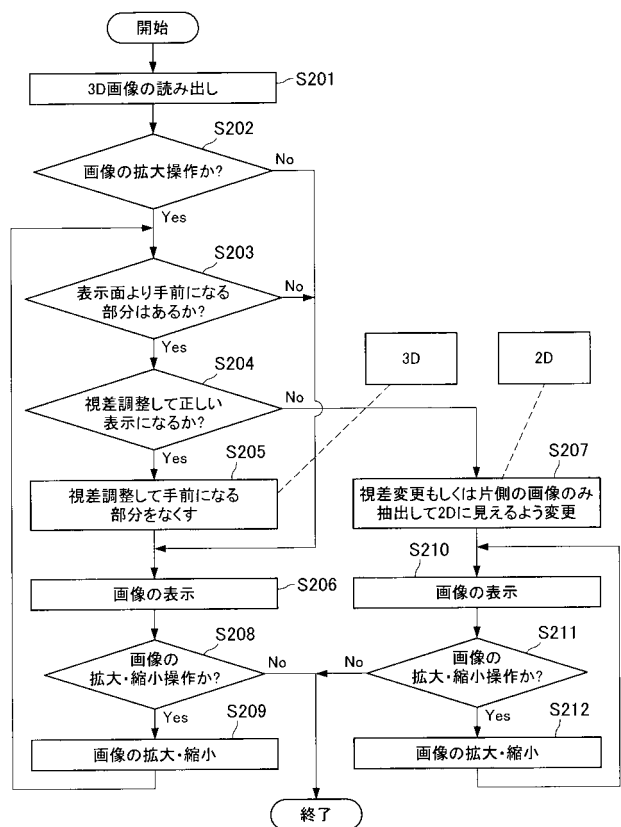 開始
3D画像の読み出し
S201
S202
画像の拡大操作か?
No
Yes
S203
表示面より手前になる
部分はあるか?
No
Yes
S204
視差調整して正しい
表示になるか?
No
Yes
3D
2D
S205
視差調整して手前になる
部分をなくす
S207
視差変更もしくは片側の画像のみ
抽出して2Dに見えるよう変更
画像の表示
S206
S210
画像の表示
S208
画像の
拡大・縮小操作か?
No
Yes
S211
画像の
拡大・縮小操作か?
No
Yes
S209
画像の拡大・縮小
S212
画像の拡大・縮小
終了